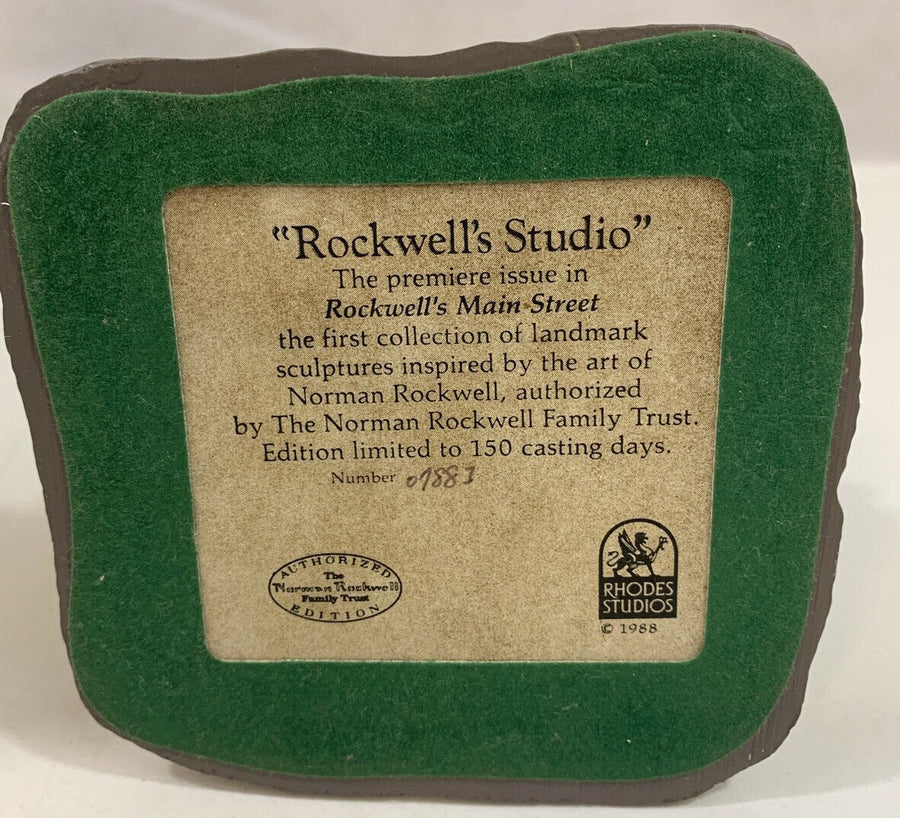 “Rockwell's Studio”
The premiere issue in
Rockwell's Main Street
the first collection of landmark
sculptures inspired by the art of
Norman Rockwell, authorized
by The Norman Rockwell Family Trust.
Edition limited to 150 casting days.
Number
AUTHORIZED
The
Norman Rockwell
Family Trust
EDITION
RHODES
STUDIOS
© 1988